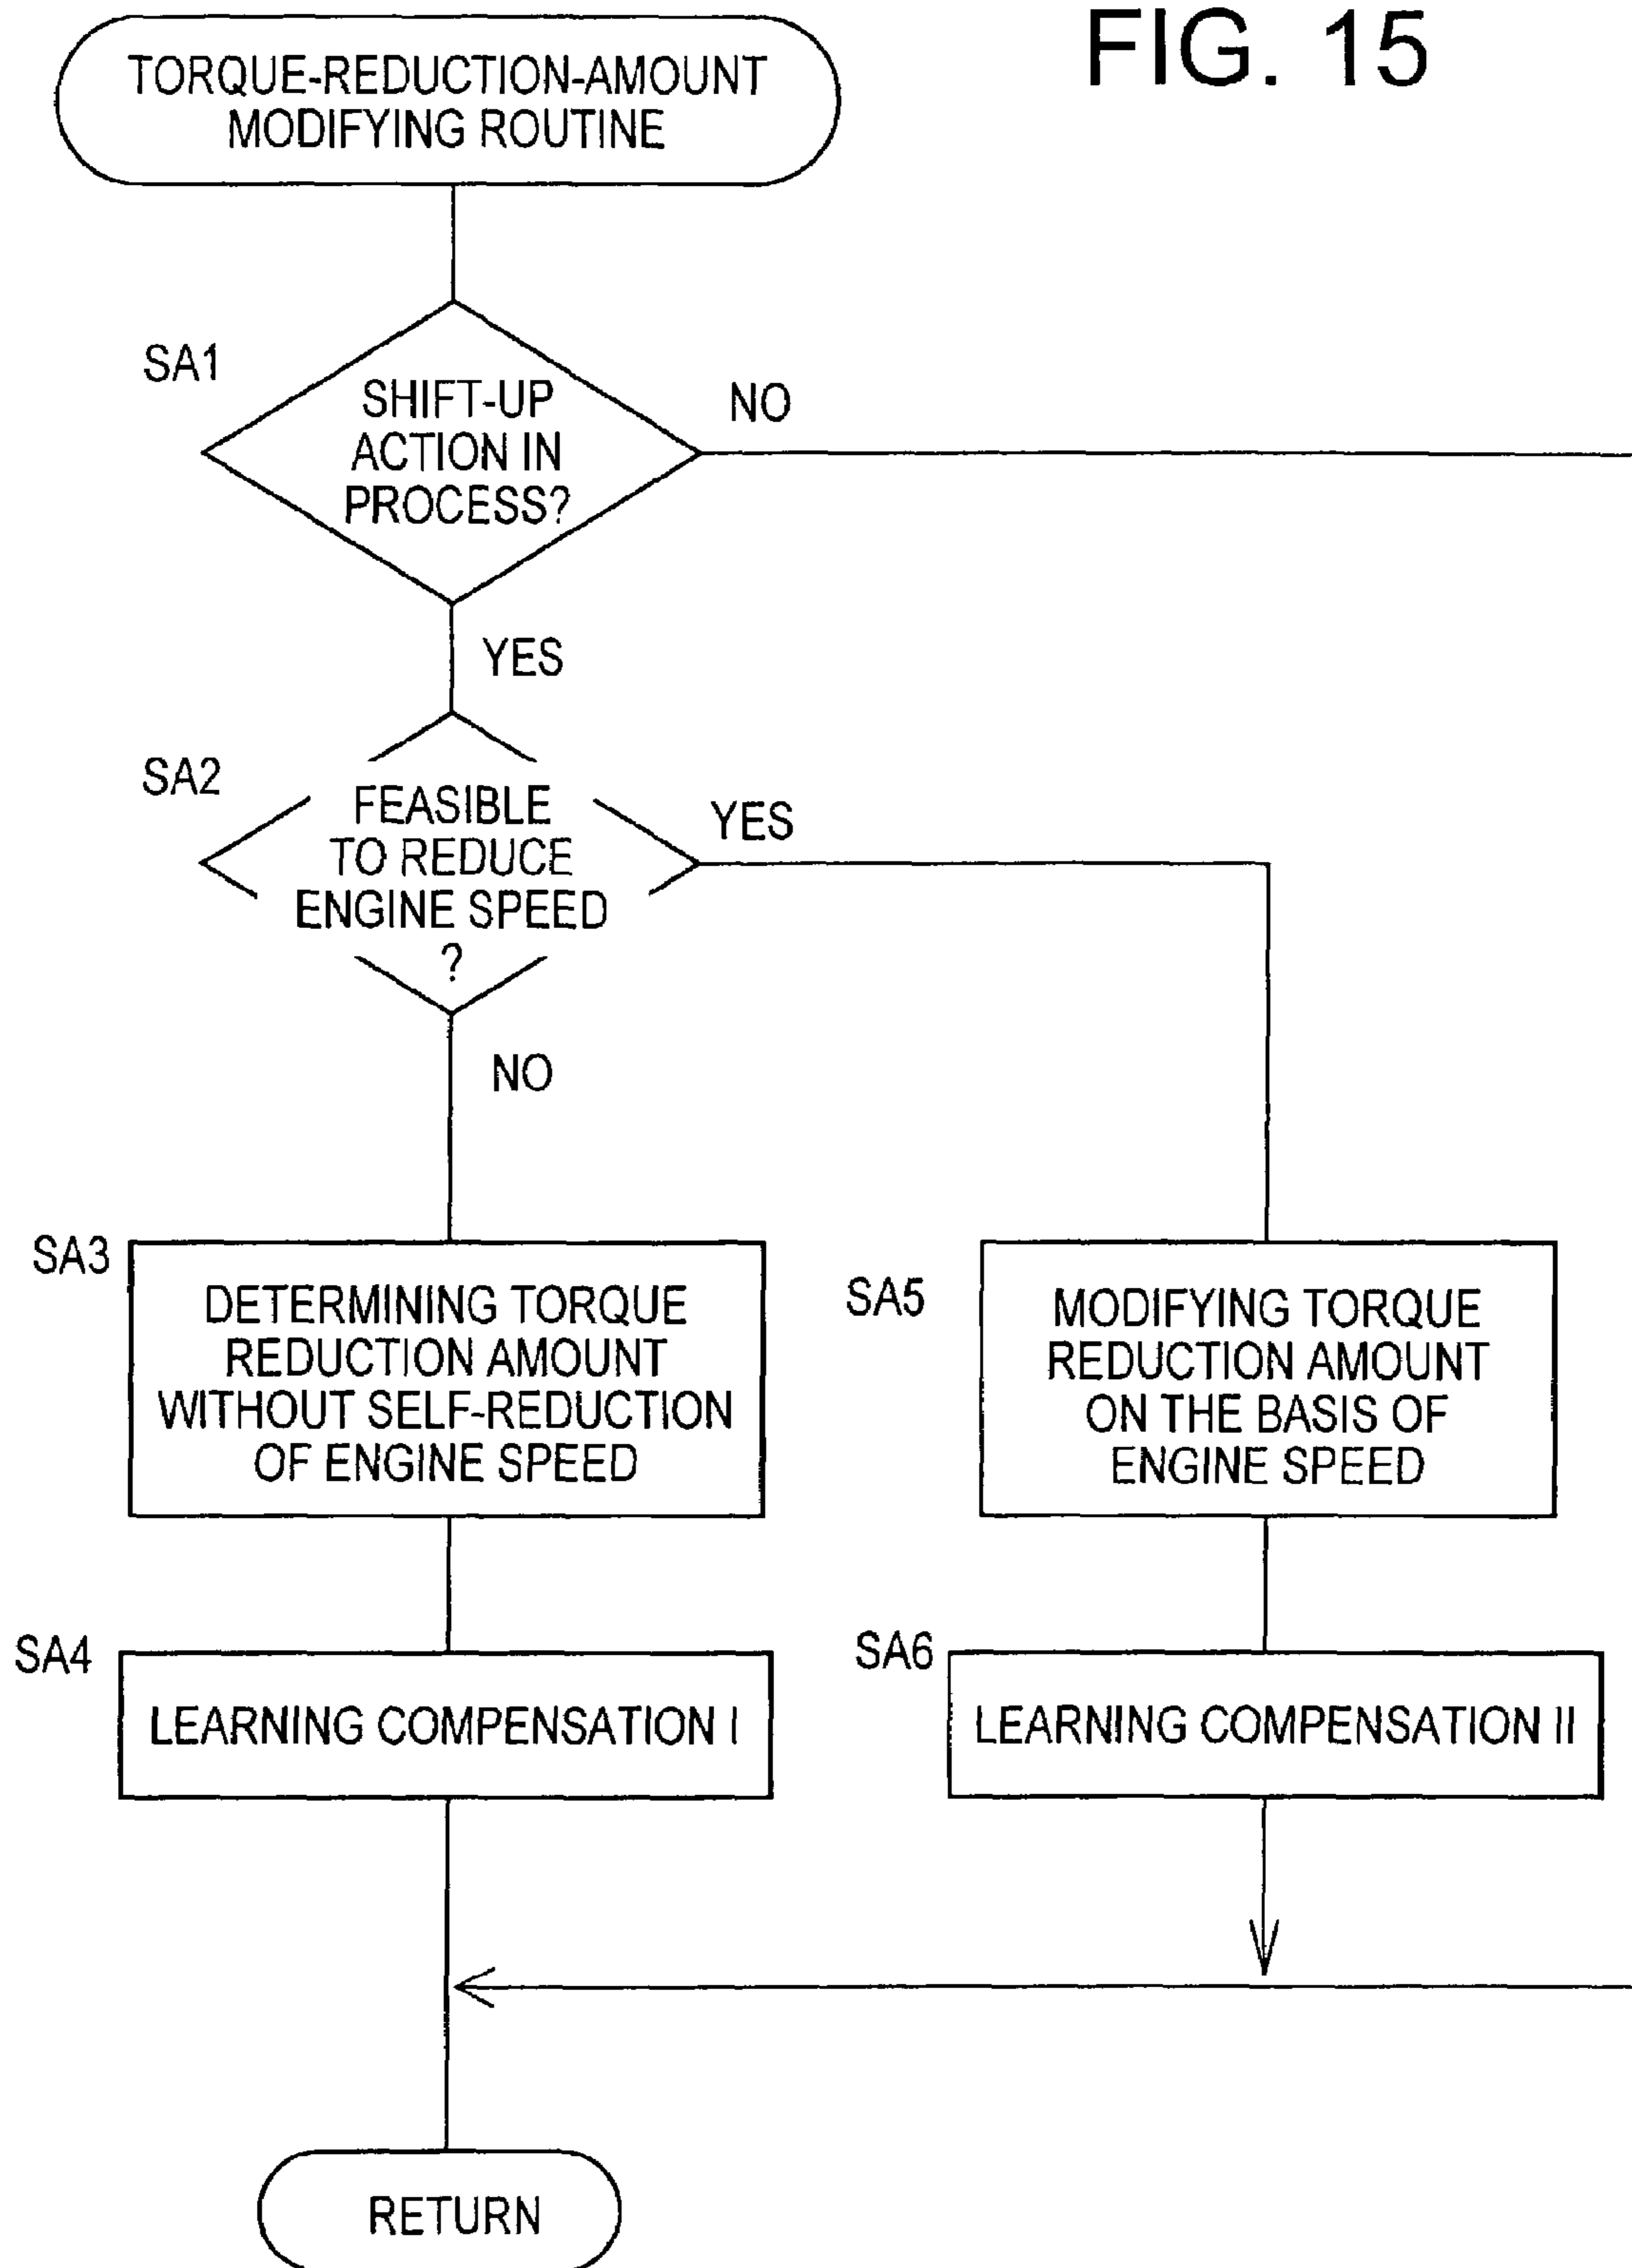 FIG. 15
TORQUE-REDUCTION-AMOUNT
MODIFYING ROUTINE
SA1
SHIFT-UP
ACTION IN
PROCESS?
NO
YES
SA2
FEASIBLE
TO REDUCE
ENGINE SPEED
?
YES
NO
SA3
DETERMINING TORQUE
REDUCTION AMOUNT
WITHOUT SELF-REDUCTION
OF ENGINE SPEED
SA5
MODIFYING TORQUE
REDUCTION AMOUNT
ON THE BASIS OF
ENGINE SPEED
SA4
LEARNING COMPENSATION I
SA6
LEARNING COMPENSATION II
RETURN